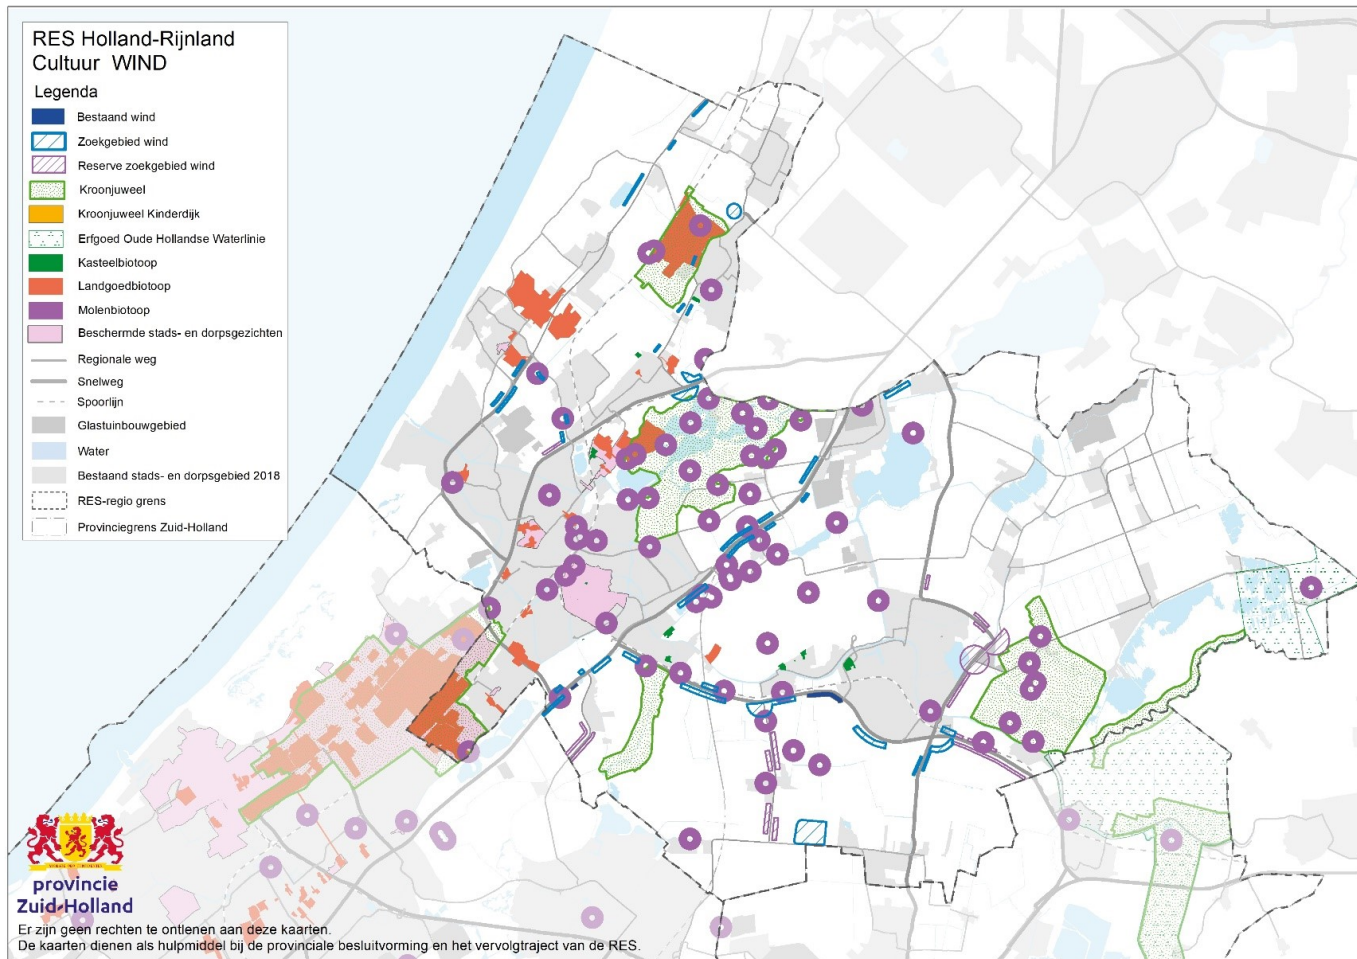 RES Holland-Rijnland
Cultuur WIND
Legenda
Bestaand wind
Zoekgebied wind
Reserve zoekgebied wind
Kroonjuweel
Kroonjuweel Kinderdijk
Erfgoed Oude Hollandse Waterlinie
Kasteelbiotoop
Landgoedbiotoop
Molenbiotoop
Beschermde stads- en dorpsgezichten
Regionale weg
Snelweg
Spoorlijn
Glastuinbouwgebied
Water
Bestaand stads- en dorpsgebied 2018
RES-regio grens
Provinciegrens Zuid-Holland
provincie
Zuid-Holland
Er zijn geen rechten te ontlenen aan deze kaarten.
De kaarten dienen als hulpmiddel bij de provinciale besluitvorming en het vervolgtraject van de RES.